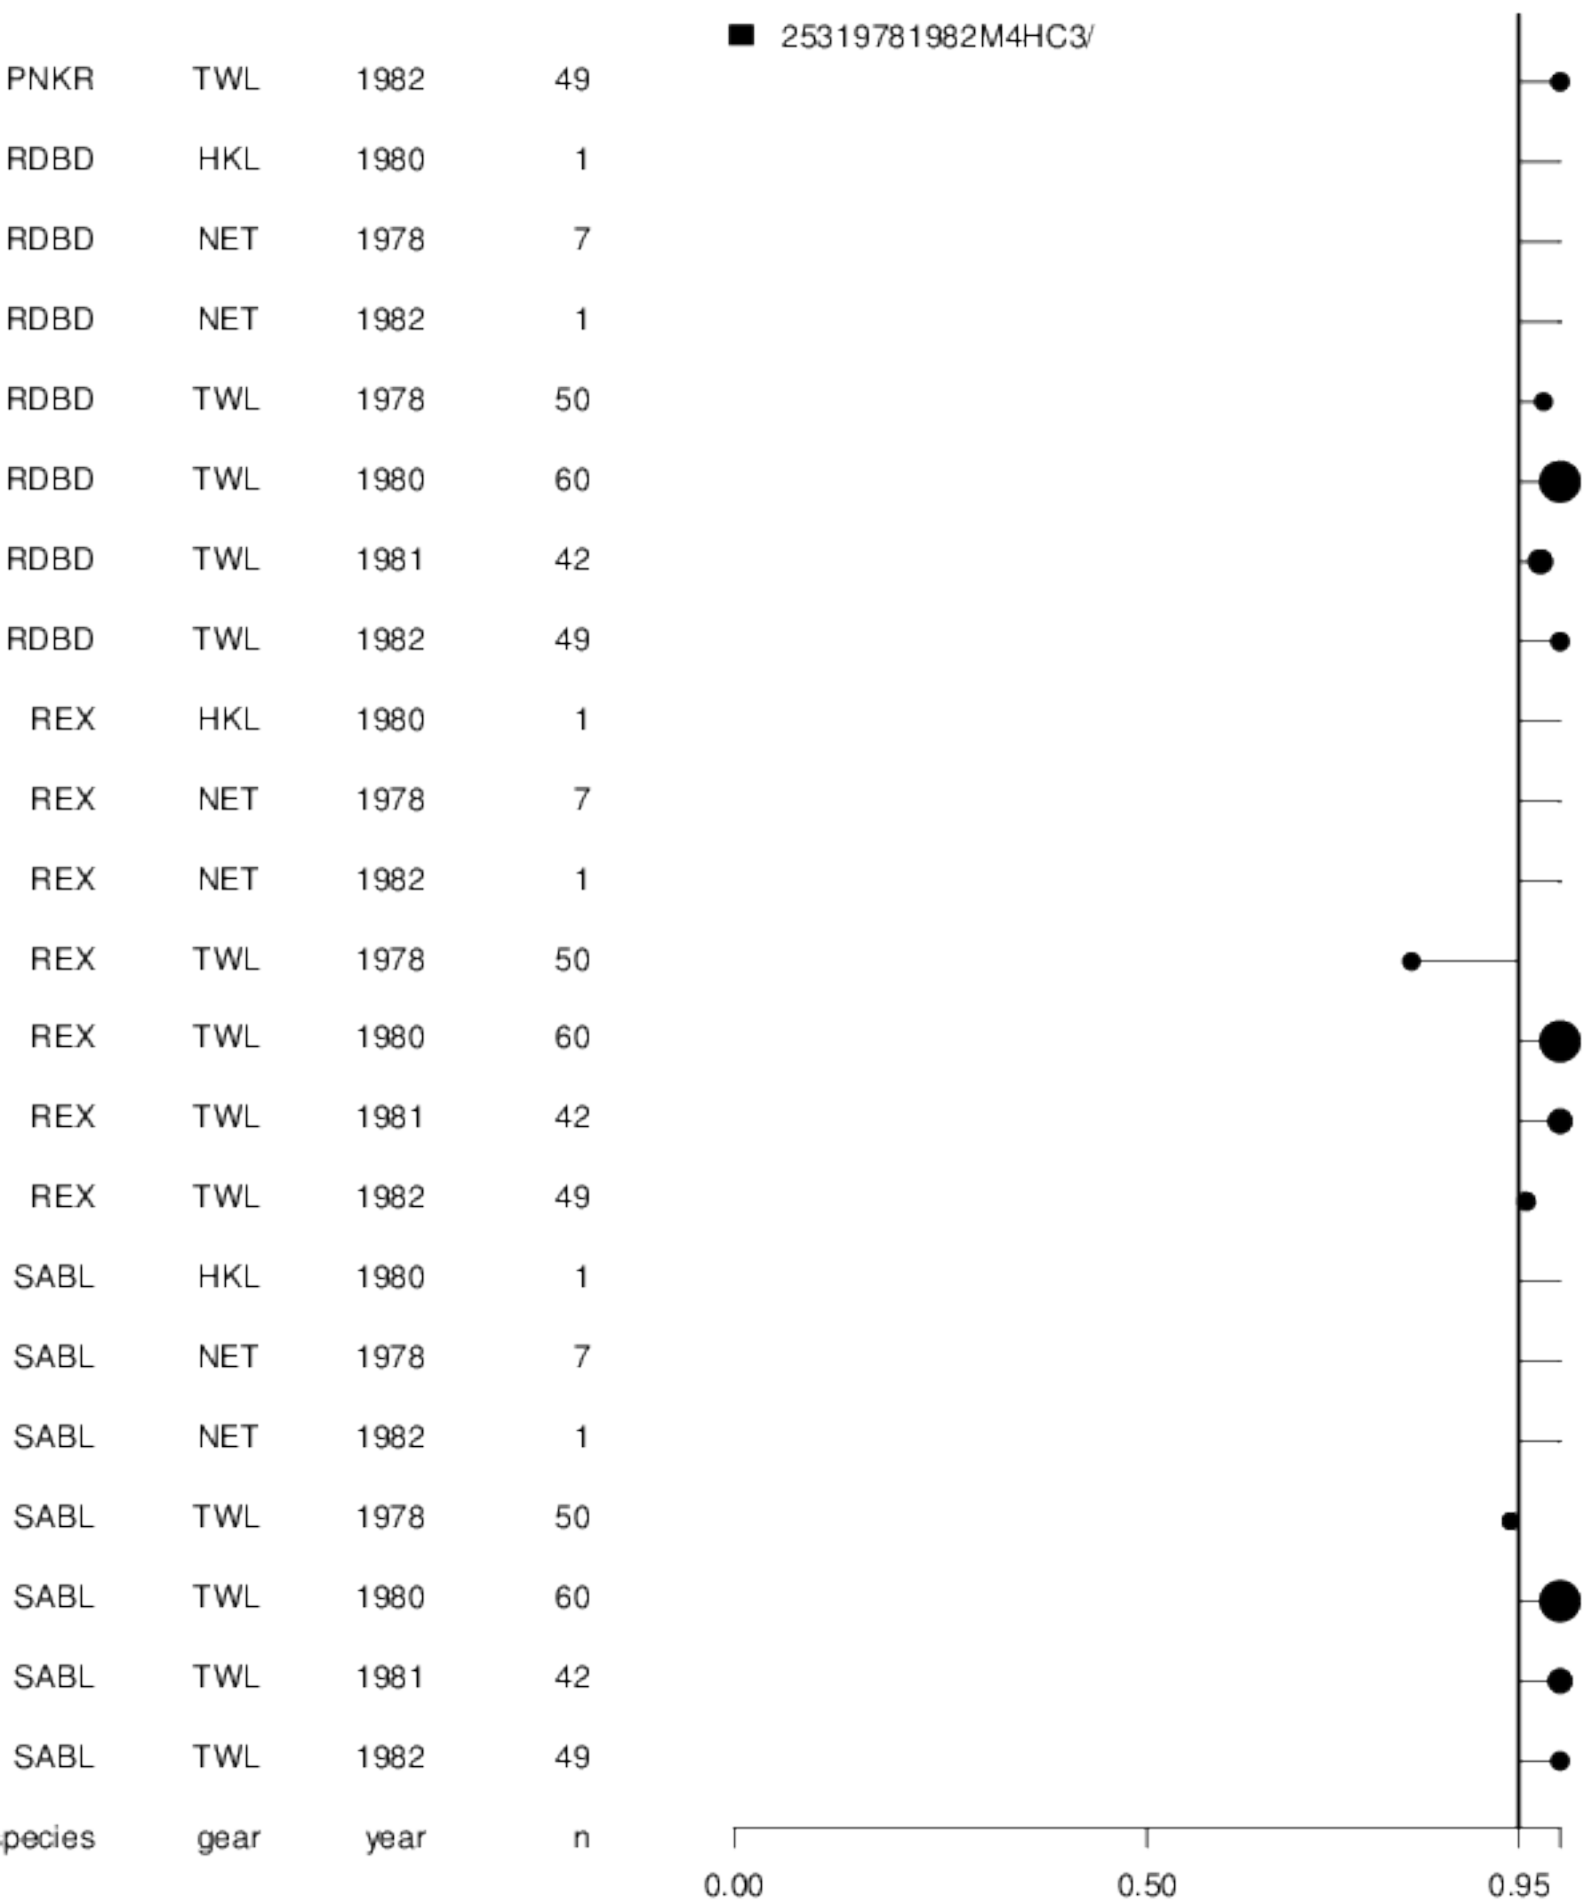 25319781982M4HC3/
PNKR TWL 1982 49
RDBD HKL 1980 1
RDBD NET 1978 7
RDBD NET 1982 1
RDBD TWL 1978 50
RDBD TWL 1980 60
RDBD TWL 1981 42
RDBD TWL 1982 49
REX HKL 1980 1
REX NET 1978 7
REX NET 1982 1
REX TWL 1978 50
REX TWL 1980 60
REX TWL 1981 42
REX TWL 1982 49
SABL HKL 1980 1
SABL NET 1978 7
SABL NET 1982 1
SABL TWL 1978 50
SABL TWL 1980 60
SABL TWL 1981 42
SABL TWL 1982 49
pecies gear year n
0.00 0.50 0.95